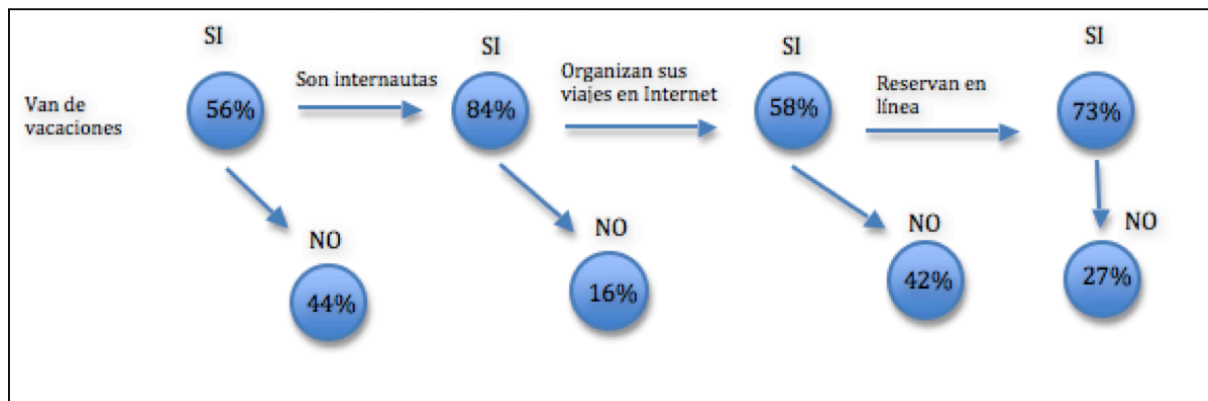 SI
SI
SI
SI
Van de
vacaciones
56%
Son internautas
84%
Organizan sus
viajes en Internet
58%
Reservan en
línea
73%
NO
44%
NO
16%
NO
42%
NO
27%